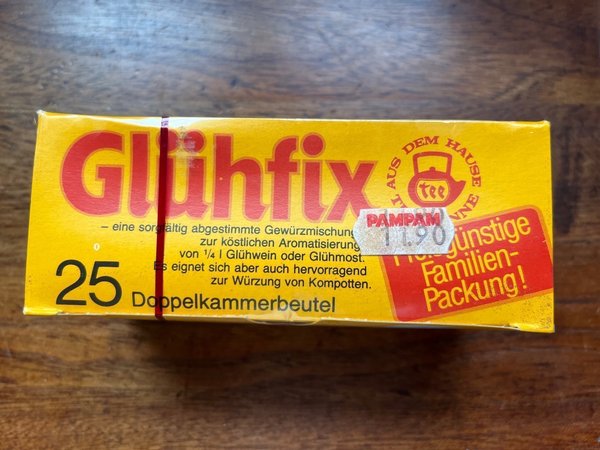 Glühfix
– eine sorgfältig abgestimmte Gewürzmischung
zur köstlichen Aromatisierung
von 1/4 l Glühwein oder Glühmost.
Es eignet sich aber auch hervorragend
zur Würzung von Kompotten.
25 Doppelkammerbeutel
AUS DEM HAUSE
tee
PAMPAM
11.90
günstige
Familien-
Packung!